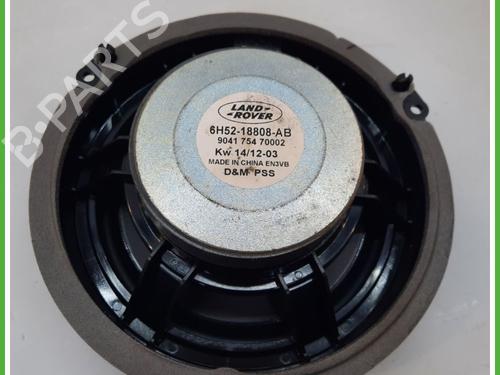 B-PARTS
LAND
ROVER
6H52-18808-AB
9041 754 70002
Kw 14/12-03
MADE IN CHINA EN3VB
D&M PSS